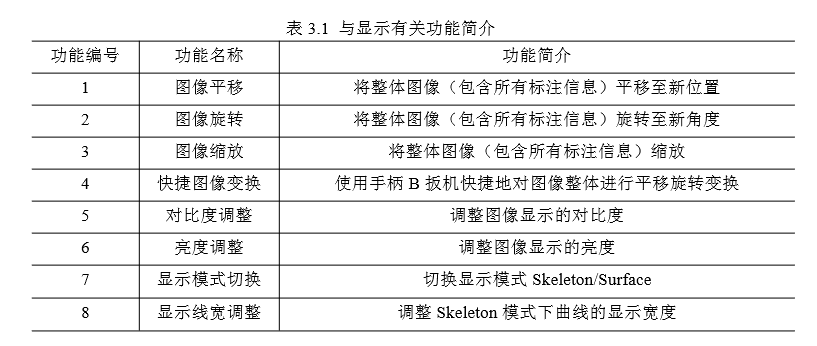 表 3.1 与显示有关功能简介
功能编号 功能名称 功能简介
1 图像平移 将整体图像（包含所有标注信息）平移至新位置
2 图像旋转 将整体图像（包含所有标注信息）旋转至新角度
3 图像缩放 将整体图像（包含所有标注信息）缩放
4 快捷图像变换 使用手柄 B 扳机快捷地对图像整体进行平移旋转变换
5 对比度调整 调整图像显示的对比度
6 亮度调整 调整图像显示的亮度
7 显示模式切换 切换显示模式 Skeleton/Surface
8 显示线宽调整 调整 Skeleton 模式下曲线的显示宽度